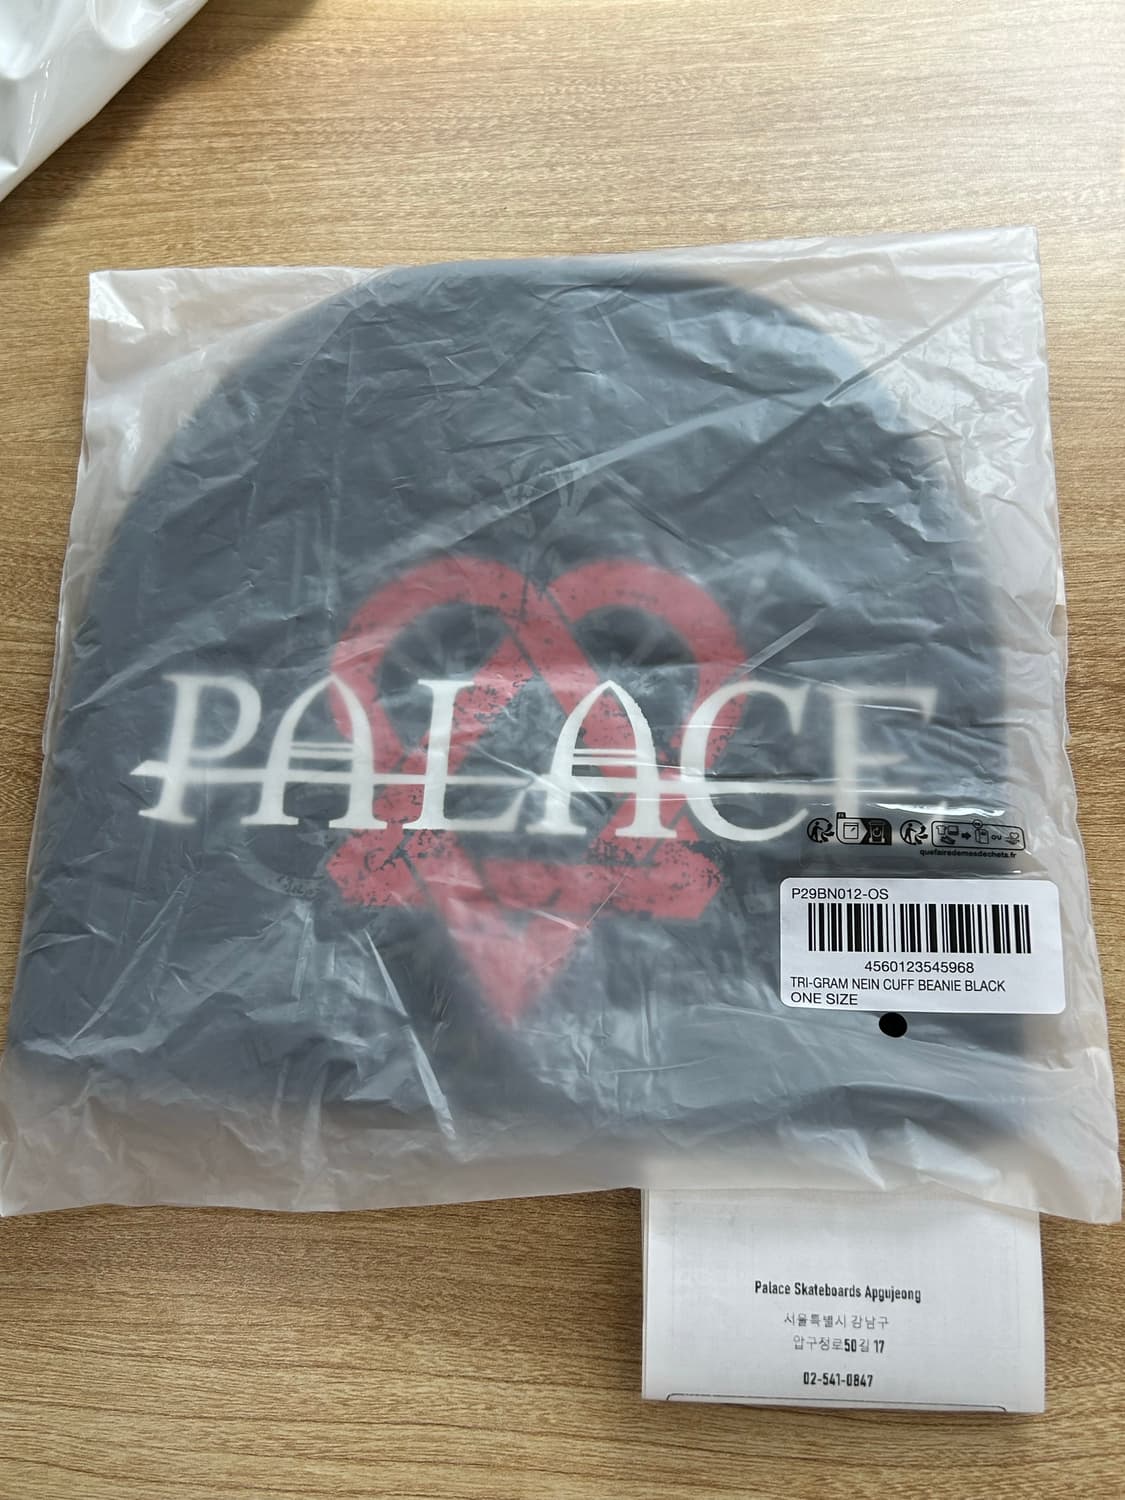 PALACE
quefairedemesdechets.fr
OU
P29BN012-OS
4560123545968
TRI-GRAM NEIN CUFF BEANIE BLACK
ONE SIZE
Palace Skateboards Apgujeong
서울특별시 강남구
압구정로50길 17
02-541-0847